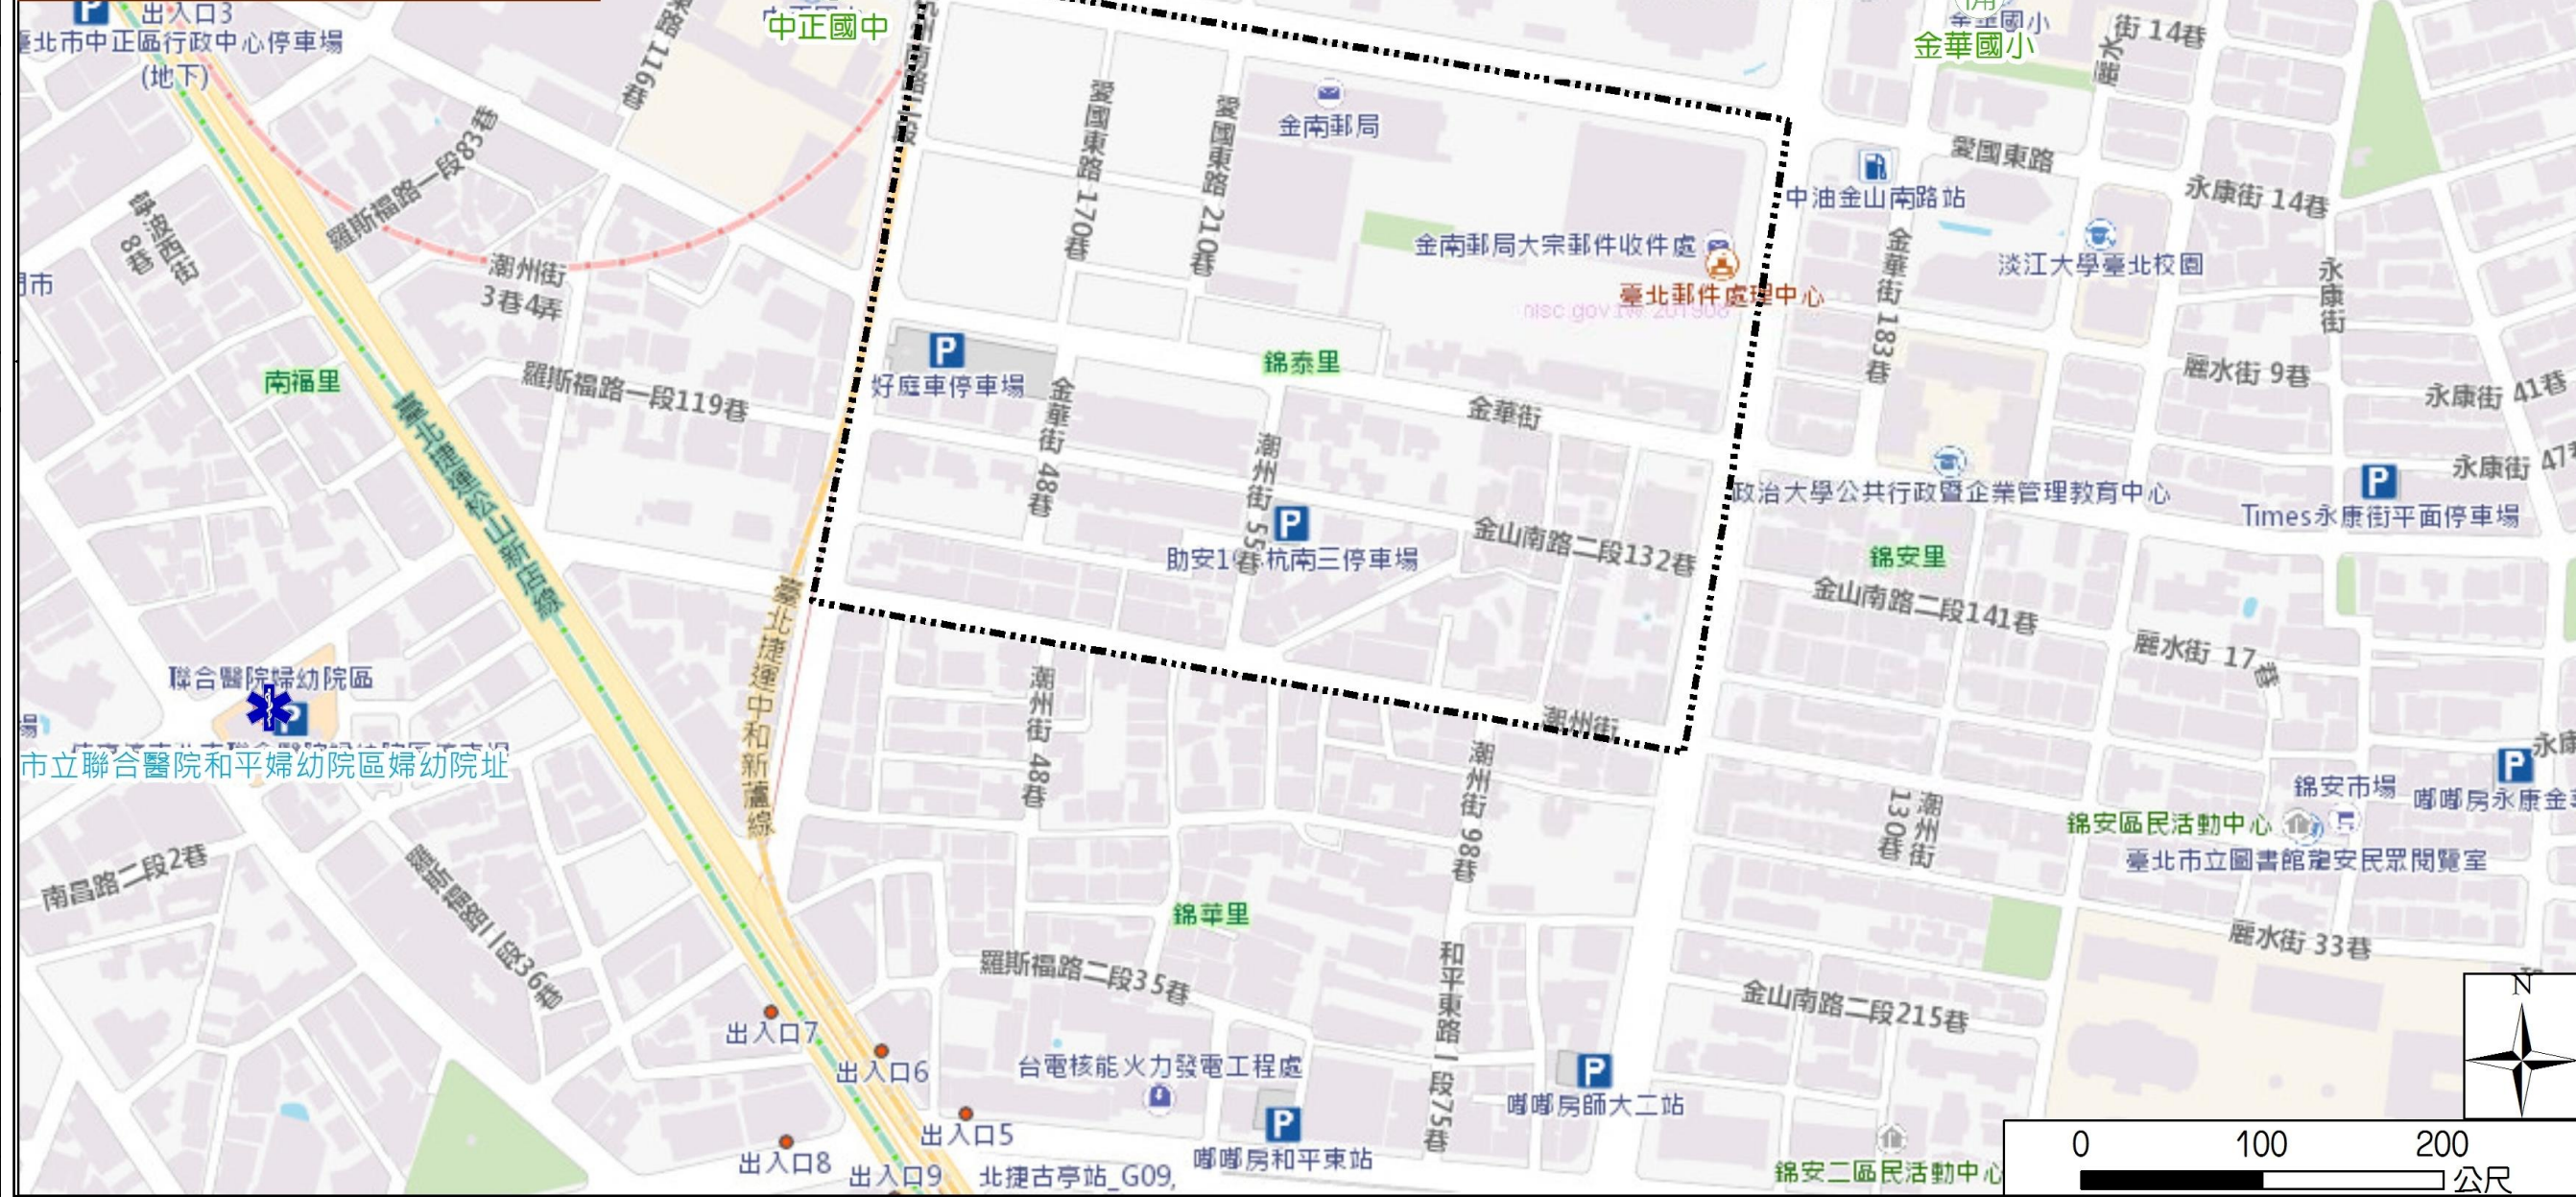 出入口3
臺北市中正區行政中心停車場
(地下)
中正國中
金華國小
街 14巷
麗水
羅斯福路一段83巷
愛國東路 170巷
愛國東路 210巷
金南郵局
愛國東路
中油金山南路站
永康街 14巷
寧波西街
8巷
潮州街
3巷4弄
金南郵局大宗郵件收件處
臺北郵件處理中心
nlsc.gov.tw 201908
金華街 183巷
淡江大學臺北校園
永康街
南福里
羅斯福路一段119巷
好庭車停車場
錦泰里
金華街
麗水街 9巷
永康街 41巷
永康街 47巷
臺北捷運松山新店線
金華街 48巷
潮州街 55巷
金山南路二段132巷
政治大學公共行政暨企業管理教育中心
Times永康街平面停車場
錦安里
金山南路二段141巷
麗水街 17巷
臺北捷運中和新蘆線
聯合醫院婦幼院區
市立聯合醫院和平婦幼院區婦幼院址
潮州街
潮州街 48巷
潮州街 98巷
潮州街
130巷
錦安市場
錦安區民活動中心
臺北市立圖書館龍安民眾閱覽室
南昌路二段2巷
羅斯福路二段36巷
錦華里
麗水街 33巷
羅斯福路二段35巷
和平東路一段75巷
金山南路二段215巷
出入口7
出入口6
台電核能火力發電工程處
嘟嘟房師大二站
出入口5
出入口8
出入口9
北捷古亭站_G09,
嘟嘟房和平東站
錦安二區民活動中心
N
0 100 200
公尺